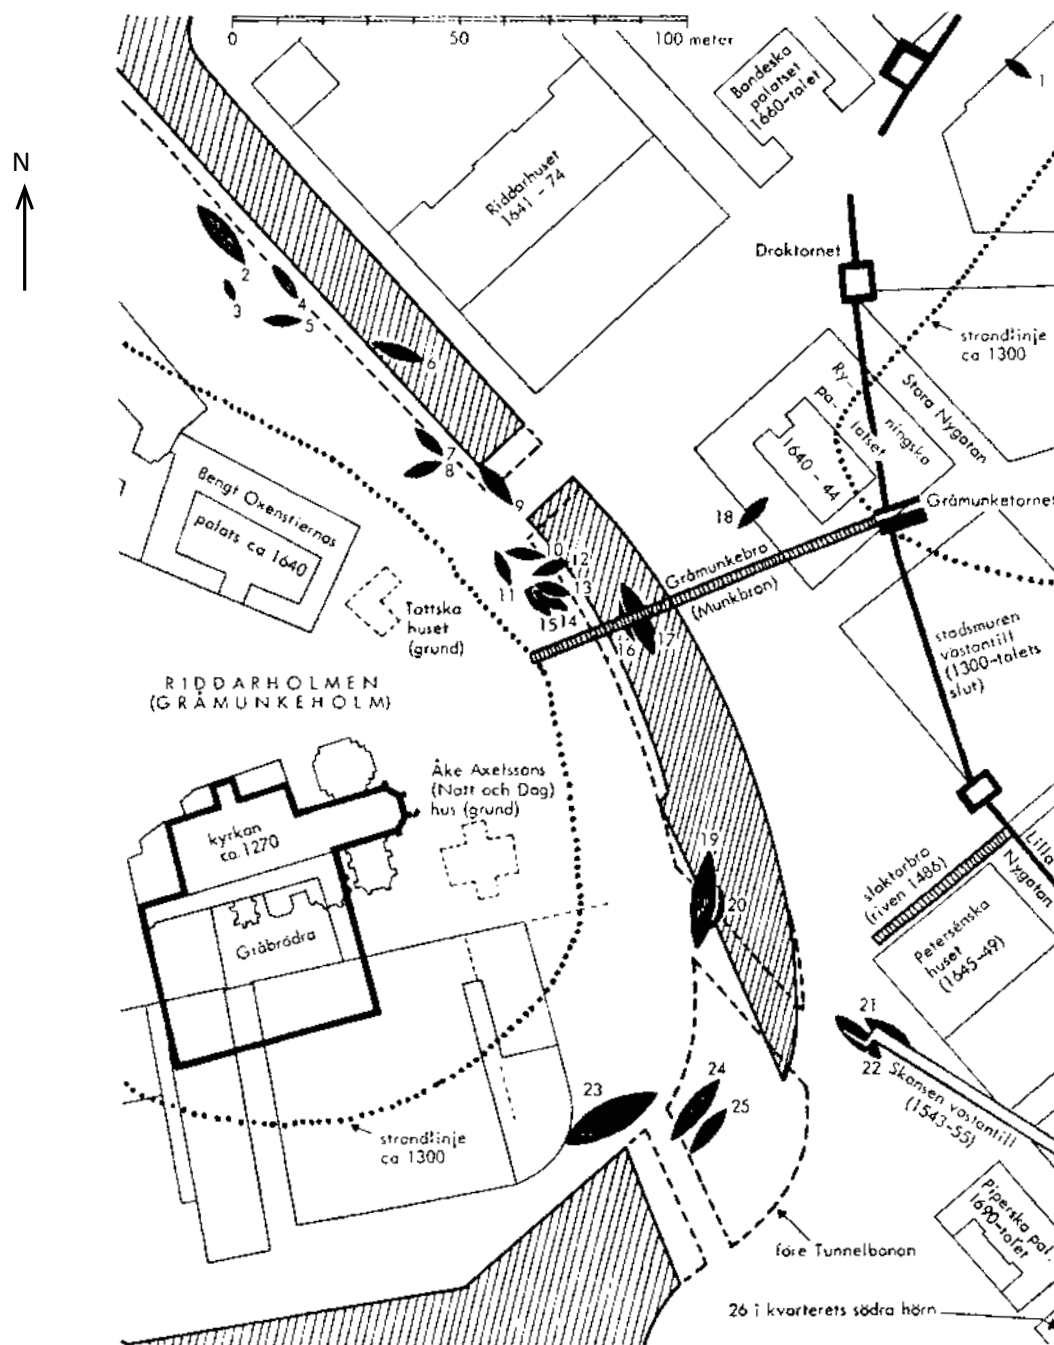 0 50 100 meter
N
Bondeska
palatset
1660-talet
1
Riddarhuset
1641 - 74
Draktornet
2
3
4
5
6
strandlinje
ca 1300
Stora Nygatan
Ry-
ningska
pa-
latset
1640 - 44
7
8
9
Bengt Oxenstiernas
palats ca 1640
18
Gråmunketornet
10
11
12
13
14
15
16
17
Gråmunkebro
(Munkbron)
Tottska
huset
(grund)
stadsmuren
västantill
(1300-talets
slut)
RIDDARHOLMEN
(GRÅMUNKEHOLM)
Åke Axelssons
(Natt och Dag)
hus (grund)
kyrkan
ca 1270
19
20
slaktarbro
(riven 1486)
Lilla
Nygatan
Gråbrödra
Petersénska
huset
(1645-49)
21
22
Skansen västantill
(1543-55)
23
24
25
strandlinje
ca 1300
Piperska pal.
1690-talet
före Tunnelbanan
26 i kvarterets södra hörn